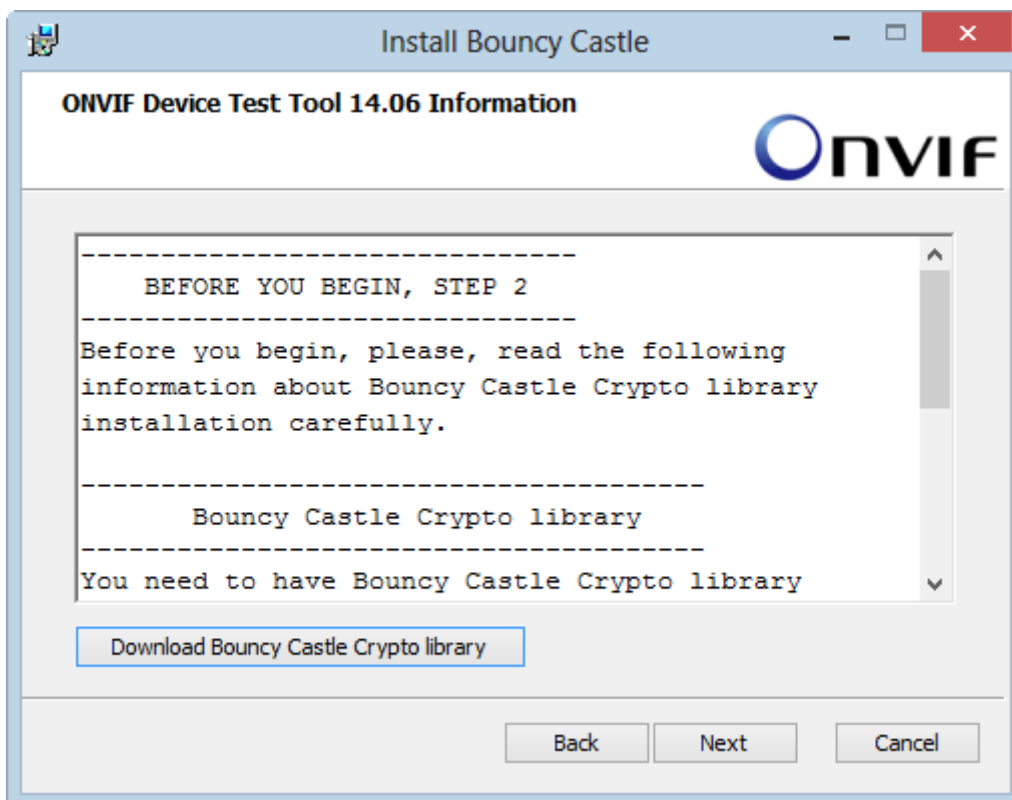 Install Bouncy Castle
ONVIF Device Test Tool 14.06 Information
Onvif
-------------------------------
BEFORE YOU BEGIN, STEP 2
-------------------------------
Before you begin, please, read the following
information about Bouncy Castle Crypto library
installation carefully.
---------------------------------------
Bouncy Castle Crypto library
---------------------------------------
You need to have Bouncy Castle Crypto library
Download Bouncy Castle Crypto library
Back Next Cancel